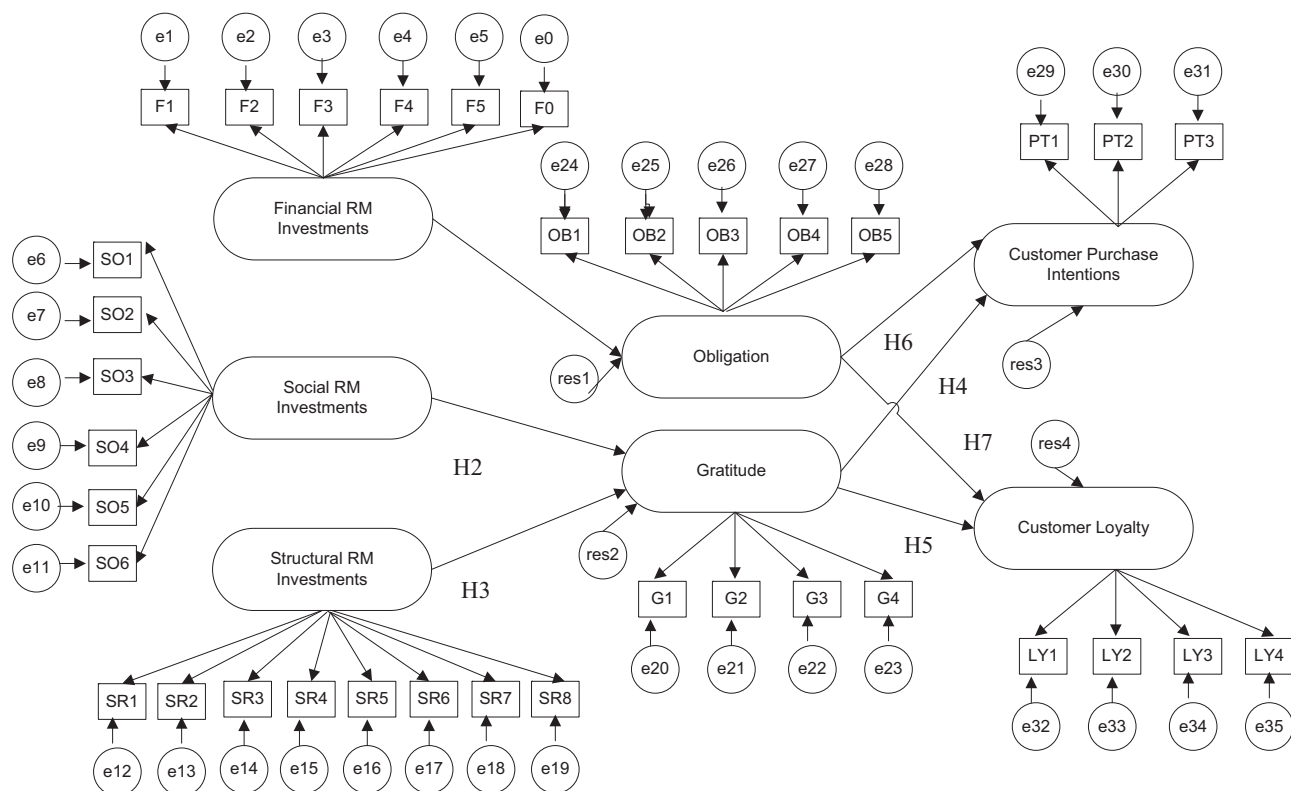 e1
e2
e3
e4
e5
e0
F1
F2
F3
F4
F5
F0
Financial RM
Investments
e6
SO1
e7
SO2
e8
SO3
e9
SO4
e10
SO5
e11
SO6
Social RM
Investments
Structural RM
Investments
SR1
SR2
SR3
SR4
SR5
SR6
SR7
SR8
e12
e13
e14
e15
e16
e17
e18
e19
H2
H3
e24
e25
e26
e27
e28
OB1
OB2
OB3
OB4
OB5
res1
Obligation
Gratitude
res2
G1
G2
G3
G4
e20
e21
e22
e23
H6
H4
H7
H5
e29
e30
e31
PT1
PT2
PT3
Customer Purchase
Intentions
res3
res4
Customer Loyalty
LY1
LY2
LY3
LY4
e32
e33
e34
e35